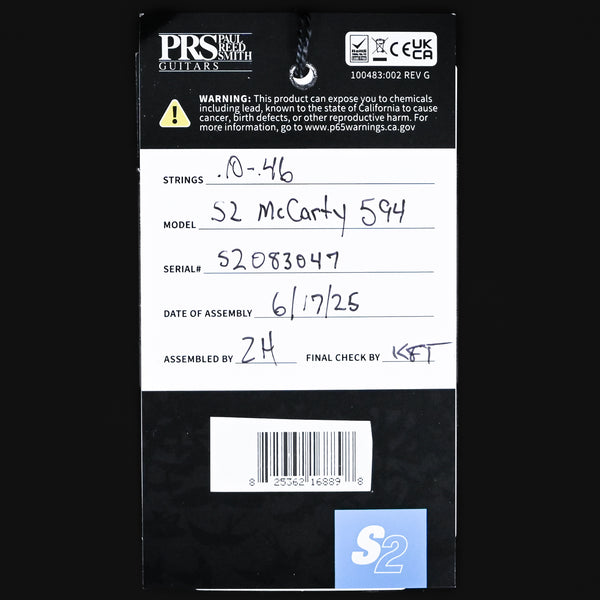 PRS PAUL REED SMITH
GUITARS
CE UKCA
100483:002 REV G
WARNING: This product can expose you to chemicals
including lead, known to the state of California to cause
cancer, birth defects, or other reproductive harm. For
more information, go to www.p65warnings.ca.gov
STRINGS .10-.46
MODEL S2 McCarty 594
SERIAL# S2083047
DATE OF ASSEMBLY 6/17/25
ASSEMBLED BY ZH FINAL CHECK BY KFT
8 25362 16889 8
S2